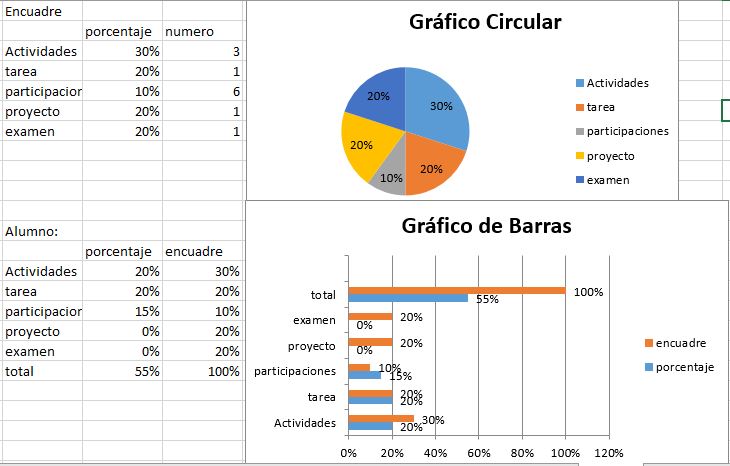 Encuadre
porcentaje numero
Actividades 30% 3
tarea 20% 1
participacior 10% 6
proyecto 20% 1
examen 20% 1
Gráfico Circular
30%
20%
10%
20%
20%
Actividades
tarea
participaciones
proyecto
examen
Alumno:
porcentaje encuadre
Actividades 20% 30%
tarea 20% 20%
participacior 15% 10%
proyecto 0% 20%
examen 0% 20%
total 55% 100%
Gráfico de Barras
total 100%
55%
examen 20%
0%
proyecto 20%
0%
participaciones 10%
15%
tarea 20%
20%
Actividades 30%
20%
0% 20% 40% 60% 80% 100% 120%
encuadre
porcentaje